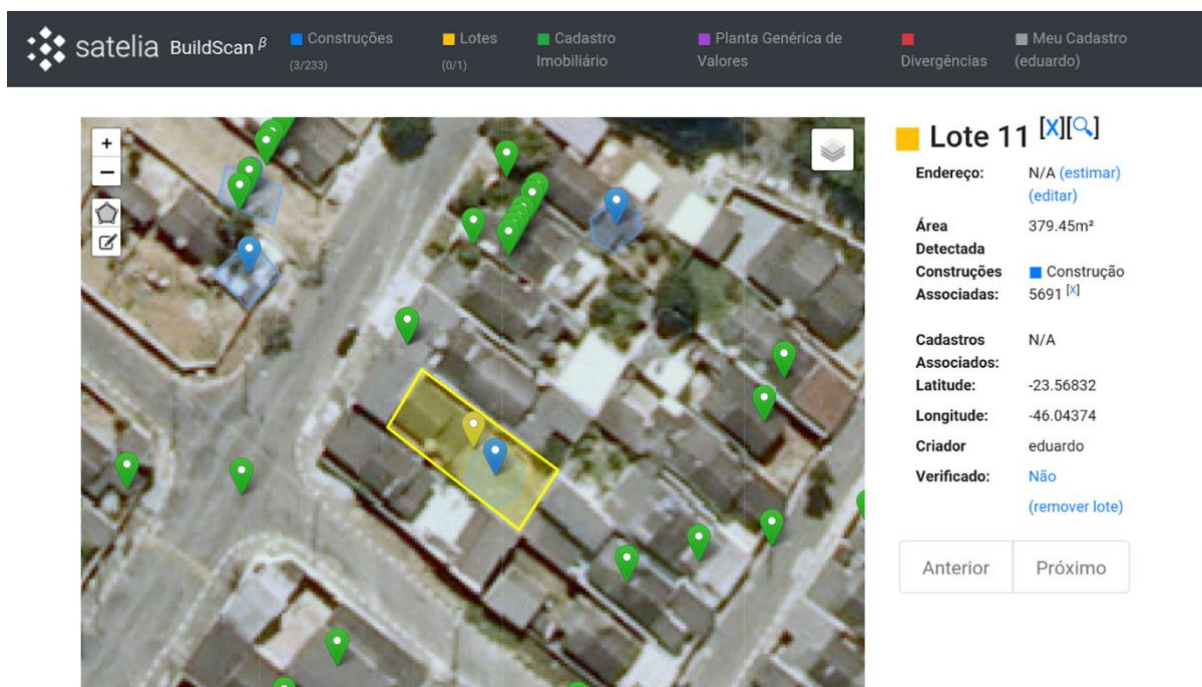 satelia BuildScan β
Construções
(3/233)
Lotes
(0/1)
Cadastro
Imobiliário
Planta Genérica de
Valores
Divergências
Meu Cadastro
(eduardo)
+
−
Lote 11 [X][🔍]
Endereço: N/A (estimar)
(editar)
Área 379.45m²
Detectada
Construções Construção
Associadas: 5691 [X]
Cadastros N/A
Associados:
Latitude: -23.56832
Longitude: -46.04374
Criador eduardo
Verificado: Não
(remover lote)
Anterior Próximo